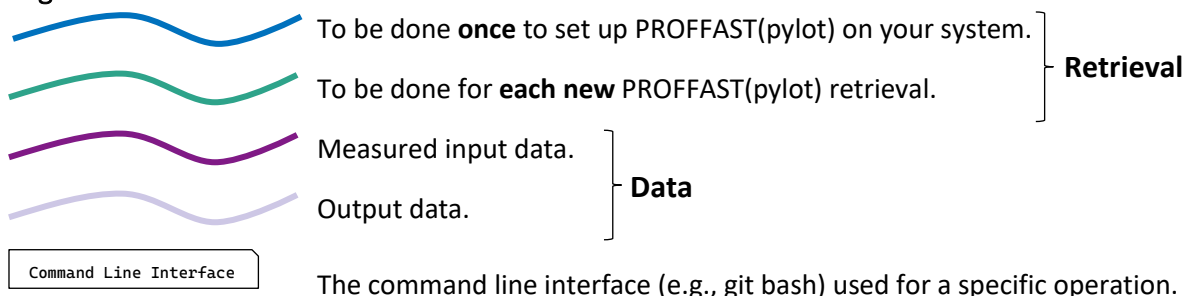 To be done once to set up PROFFAST(pylot) on your system.
Retrieval
To be done for each new PROFFAST(pylot) retrieval.
Measured input data.
Data
Output data.
Command Line Interface
The command line interface (e.g., git bash) used for a specific operation.